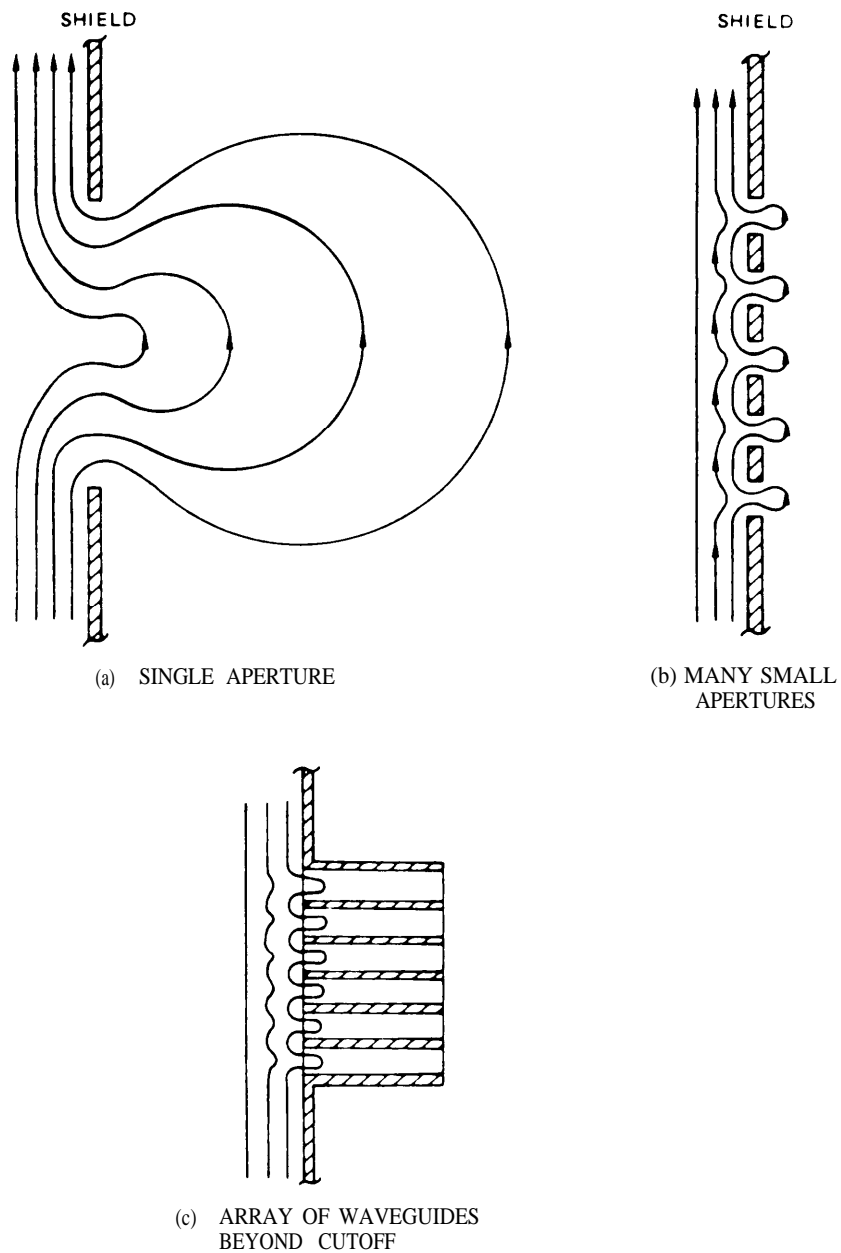 SHIELD
SHIELD
(a) SINGLE APERTURE
(b) MANY SMALL
APERTURES
(c) ARRAY OF WAVEGUIDES
BEYOND CUTOFF